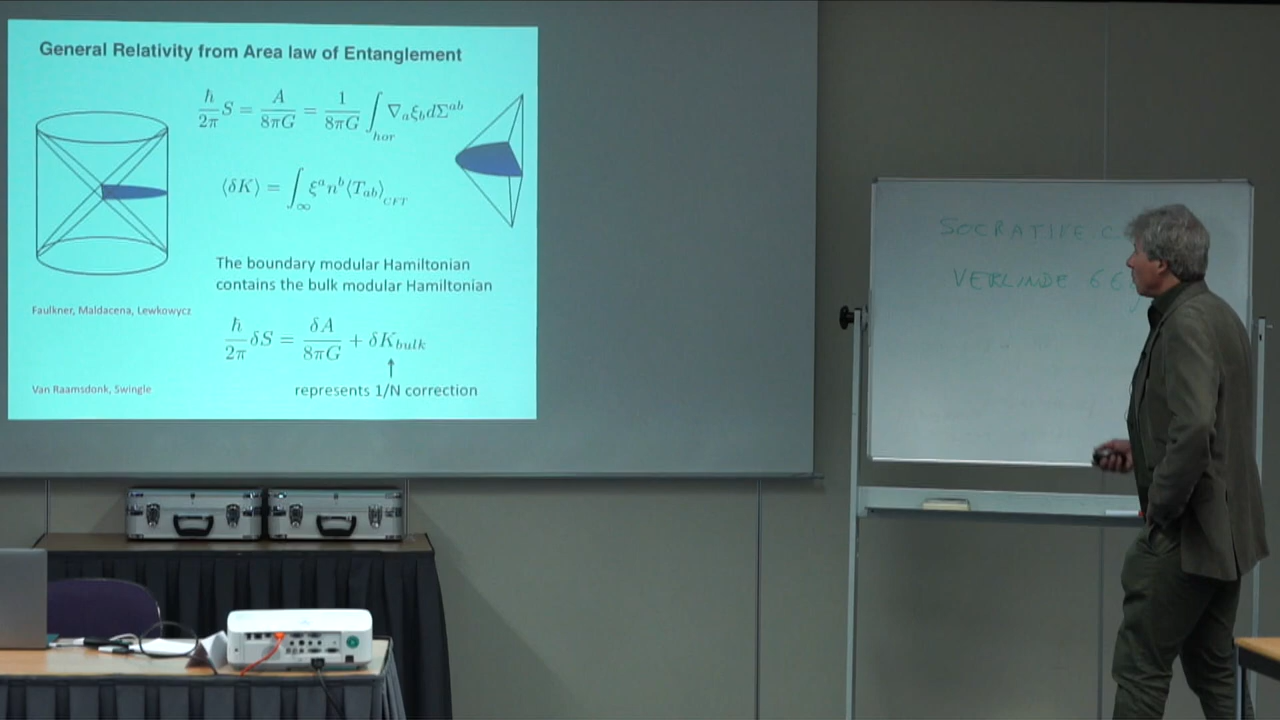 General Relativity from Area law of Entanglement
ħ/2π S = A/8πG = 1/8πG ∫_hor ∇_a ξ_b dΣ^ab
⟨δK⟩ = ∫_∞ ξ^a n^b ⟨T_ab⟩_CFT
The boundary modular Hamiltonian
contains the bulk modular Hamiltonian
Faulkner, Maldacena, Lewkowycz
ħ/2π δS = δA/8πG + δK_bulk
↑
represents 1/N correction
Van Raamsdonk, Swingle
SOCRATIVE C
VERLINDE 66